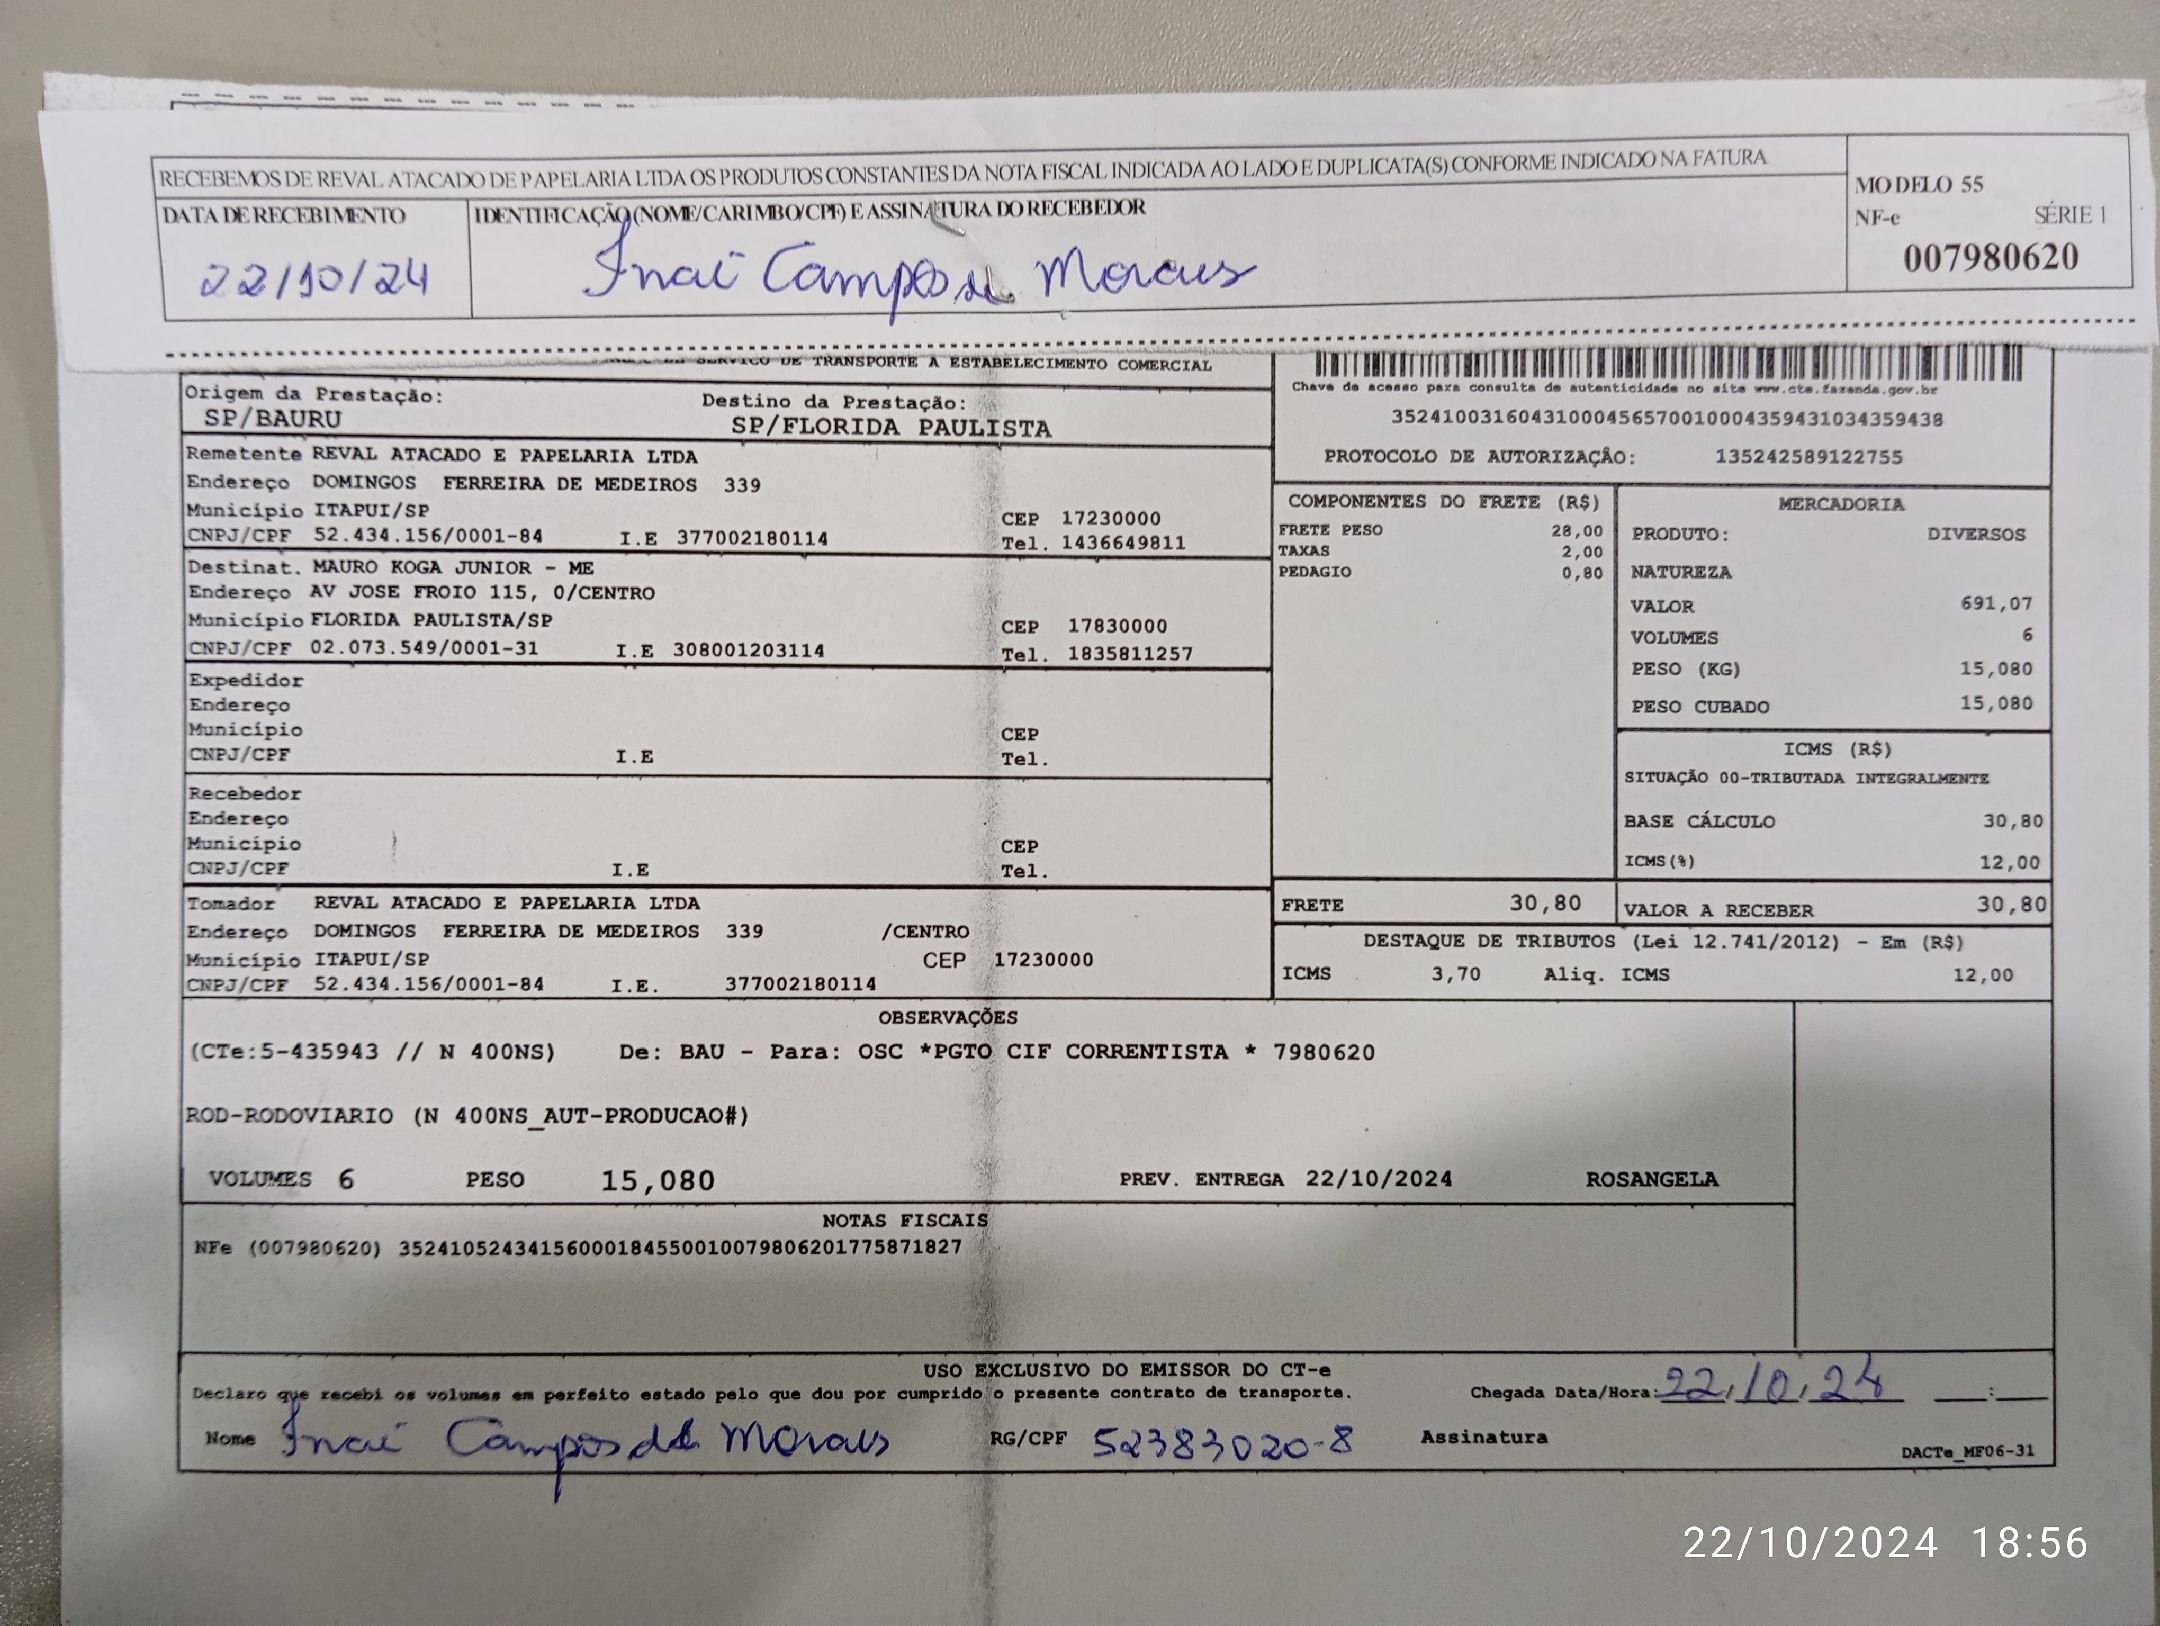 RECEBEMOS DE REVAL ATACADO DE PAPELARIA LTDA OS PRODUTOS CONSTANTES DA NOTA FISCAL INDICADA AO LADO E DUPLICATA(S) CONFORME INDICADO NA FATURA
MODELO 55
NF-e SÉRIE 1
007980620
DATA DE RECEBIMENTO
22/10/24
IDENTIFICAÇÃO (NOME/CARIMBO/CPF) E ASSINATURA DO RECEBEDOR
Inaê Campos de Morais
DE TRANSPORTE A ESTABELECIMENTO COMERCIAL
Origem da Prestação: Destino da Prestação:
SP/BAURU SP/FLORIDA PAULISTA
Chave de acesso para consulta de autenticidade no site www.cte.fazenda.gov.br
35241003160431000456570010004359431034359438
PROTOCOLO DE AUTORIZAÇÃO: 135242589122755
Remetente REVAL ATACADO E PAPELARIA LTDA
Endereço DOMINGOS FERREIRA DE MEDEIROS 339
Município ITAPUI/SP CEP 17230000
CNPJ/CPF 52.434.156/0001-84 I.E 377002180114 Tel. 1436649811
Destinat. MAURO KOGA JUNIOR - ME
Endereço AV JOSE FROIO 115, 0/CENTRO
Município FLORIDA PAULISTA/SP CEP 17830000
CNPJ/CPF 02.073.549/0001-31 I.E 308001203114 Tel. 1835811257
Expedidor
Endereço
Município CEP
CNPJ/CPF I.E Tel.
Recebedor
Endereço
Município CEP
CNPJ/CPF I.E Tel.
Tomador REVAL ATACADO E PAPELARIA LTDA
Endereço DOMINGOS FERREIRA DE MEDEIROS 339 /CENTRO
Município ITAPUI/SP CEP 17230000
CNPJ/CPF 52.434.156/0001-84 I.E. 377002180114
COMPONENTES DO FRETE (R$)
FRETE PESO 28,00
TAXAS 2,00
PEDAGIO 0,80
MERCADORIA
PRODUTO: DIVERSOS
NATUREZA
VALOR 691,07
VOLUMES 6
PESO (KG) 15,080
PESO CUBADO 15,080
ICMS (R$)
SITUAÇÃO 00-TRIBUTADA INTEGRALMENTE
BASE CÁLCULO 30,80
ICMS(%) 12,00
FRETE 30,80 VALOR A RECEBER 30,80
DESTAQUE DE TRIBUTOS (Lei 12.741/2012) - Em (R$)
ICMS 3,70 Aliq. ICMS 12,00
OBSERVAÇÕES
(CTe:5-435943 // N 400NS) De: BAU - Para: OSC *PGTO CIF CORRENTISTA * 7980620
ROD-RODOVIARIO (N 400NS_AUT-PRODUCAO#)
VOLUMES 6 PESO 15,080 PREV. ENTREGA 22/10/2024 ROSANGELA
NOTAS FISCAIS
NFe (007980620) 35241052434156000184550010079806201775871827
USO EXCLUSIVO DO EMISSOR DO CT-e
Declaro que recebi os volumes em perfeito estado pelo que dou por cumprido o presente contrato de transporte. Chegada Data/Hora: 22/10/24 __:__
Nome Inaê Campos de Morais RG/CPF 52383020-8 Assinatura
DACTe_MF06-31
22/10/2024 18:56